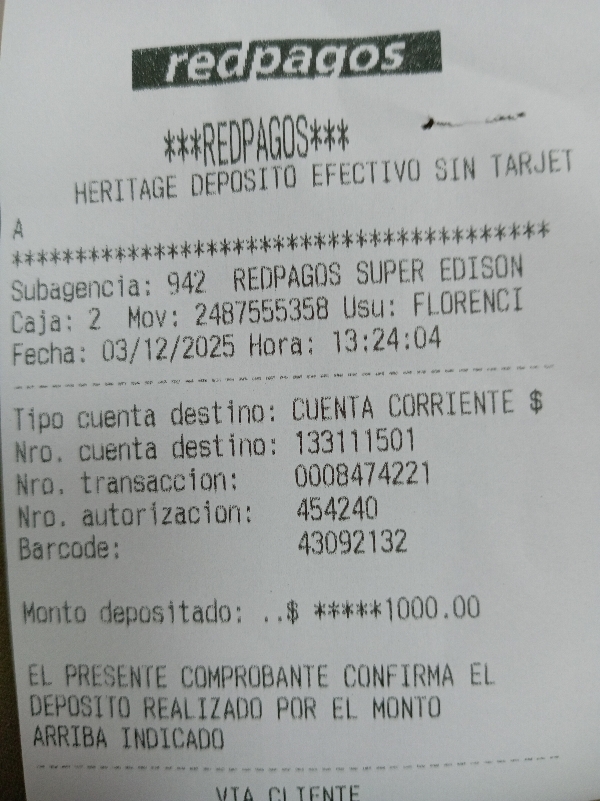 redpagos
***REDPAGOS***
HERITAGE DEPOSITO EFECTIVO SIN TARJET
A
*****************************************
Subagencia: 942 REDPAGOS SUPER EDISON
Caja: 2 Mov: 2487555358 Usu: FLORENCI
Fecha: 03/12/2025 Hora: 13:24:04
Tipo cuenta destino: CUENTA CORRIENTE $
Nro. cuenta destino: 133111501
Nro. transaccion: 0008474221
Nro. autorizacion: 454240
Barcode: 43092132
Monto depositado: ..$ *****1000.00
EL PRESENTE COMPROBANTE CONFIRMA EL
DEPOSITO REALIZADO POR EL MONTO
ARRIBA INDICADO
VIA CLIENTE